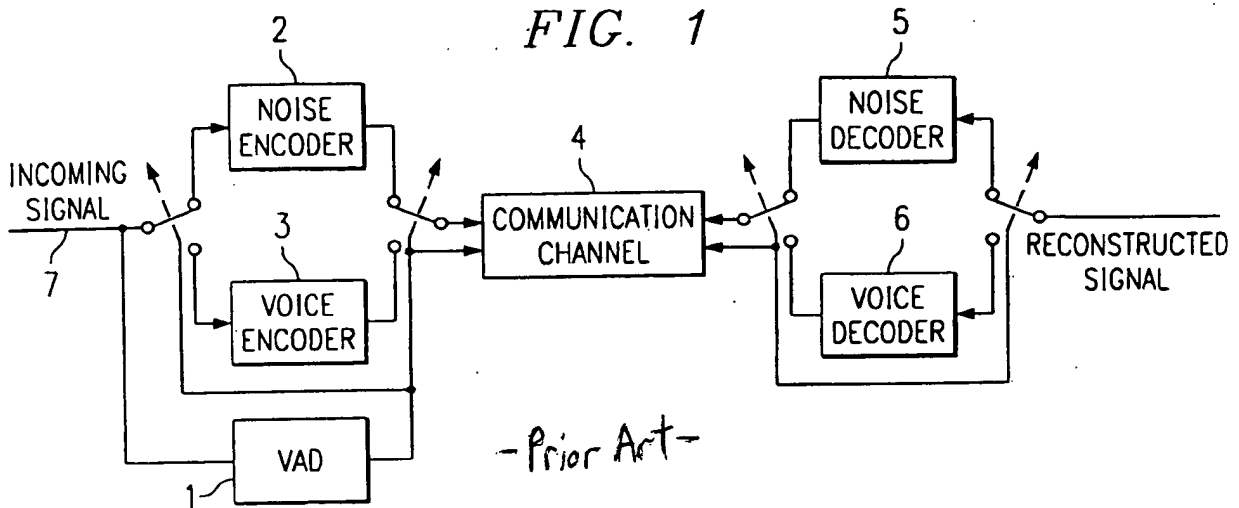 FIG. 1
2
NOISE
ENCODER
5
NOISE
DECODER
4
COMMUNICATION
CHANNEL
INCOMING
SIGNAL
7
3
VOICE
ENCODER
6
VOICE
DECODER
RECONSTRUCTED
SIGNAL
VAD
1
-Prior Art-